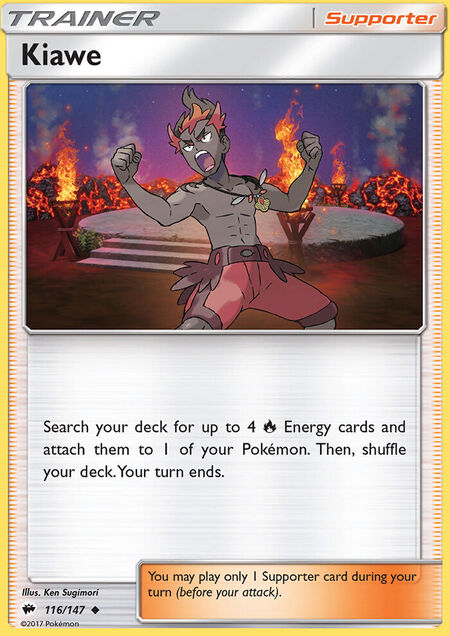 TRAINER Supporter
Kiawe
Search your deck for up to 4 Energy cards and
attach them to 1 of your Pokémon. Then, shuffle
your deck. Your turn ends.
Illus. Ken Sugimori
116/147
©2017 Pokémon
You may play only 1 Supporter card during your
turn (before your attack).